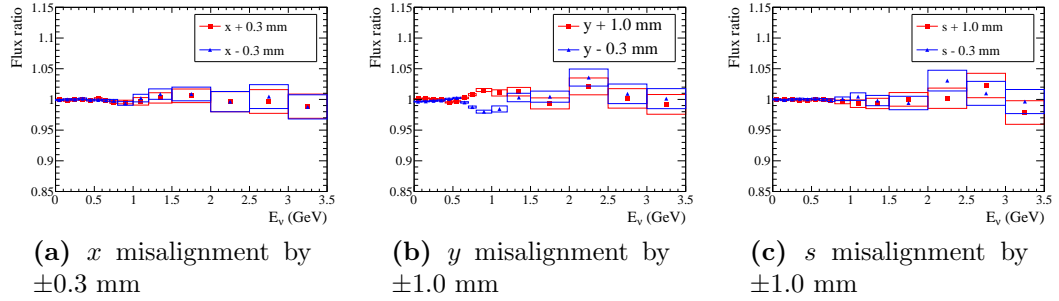 1.15
1.1
1.05
1
0.95
0.9
0.85
Flux ratio
x + 0.3 mm
x - 0.3 mm
0 0.5 1 1.5 2 2.5 3 3.5
Eν (GeV)
(a) x misalignment by
±0.3 mm
1.15
1.1
1.05
1
0.95
0.9
0.85
Flux ratio
y + 1.0 mm
y - 0.3 mm
0 0.5 1 1.5 2 2.5 3 3.5
Eν (GeV)
(b) y misalignment by
±1.0 mm
1.15
1.1
1.05
1
0.95
0.9
0.85
Flux ratio
s + 1.0 mm
s - 0.3 mm
0 0.5 1 1.5 2 2.5 3 3.5
Eν (GeV)
(c) s misalignment by
±1.0 mm